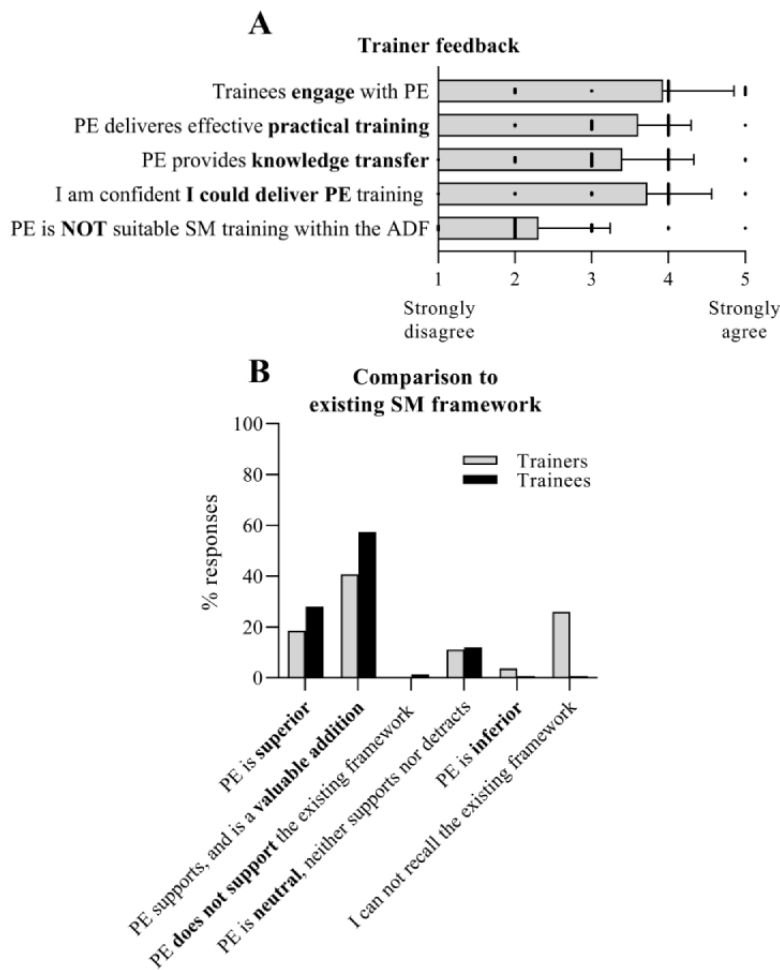 A
Trainer feedback
Trainees engage with PE
PE deliveres effective practical training
PE provides knowledge transfer
I am confident I could deliver PE training
PE is NOT suitable SM training within the ADF
1 2 3 4 5
Strongly disagree
Strongly agree
B
Comparison to
existing SM framework
100
80
60
40
20
0
% responses
Trainers
Trainees
PE is superior
PE supports, and is a valuable addition
PE does not support the existing framework
PE is neutral, neither supports nor detracts
PE is inferior
I can not recall the existing framework